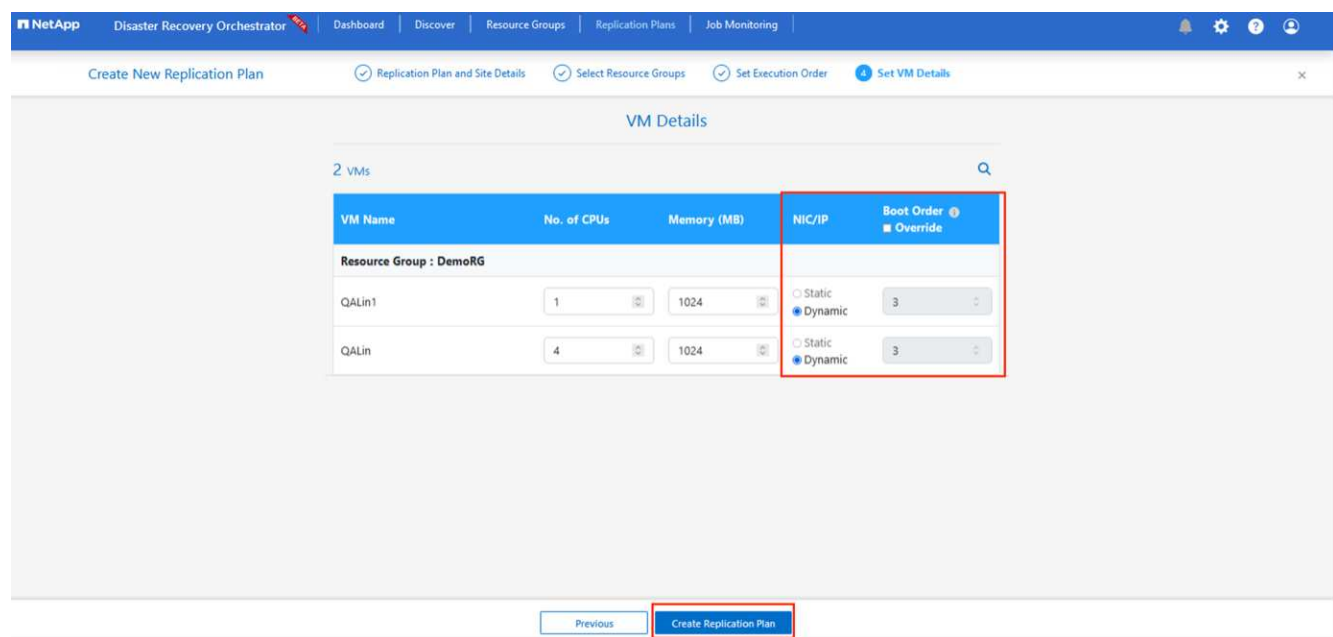 NetApp Disaster Recovery Orchestrator BETA Dashboard Discover Resource Groups Replication Plans Job Monitoring
Create New Replication Plan Replication Plan and Site Details Select Resource Groups Set Execution Order 4 Set VM Details
VM Details
2 VMs
VM Name No. of CPUs Memory (MB) NIC/IP Boot Order Override
Resource Group : DemoRG
QALin1 1 1024 Static Dynamic 3
QALin 4 1024 Static Dynamic 3
Previous Create Replication Plan